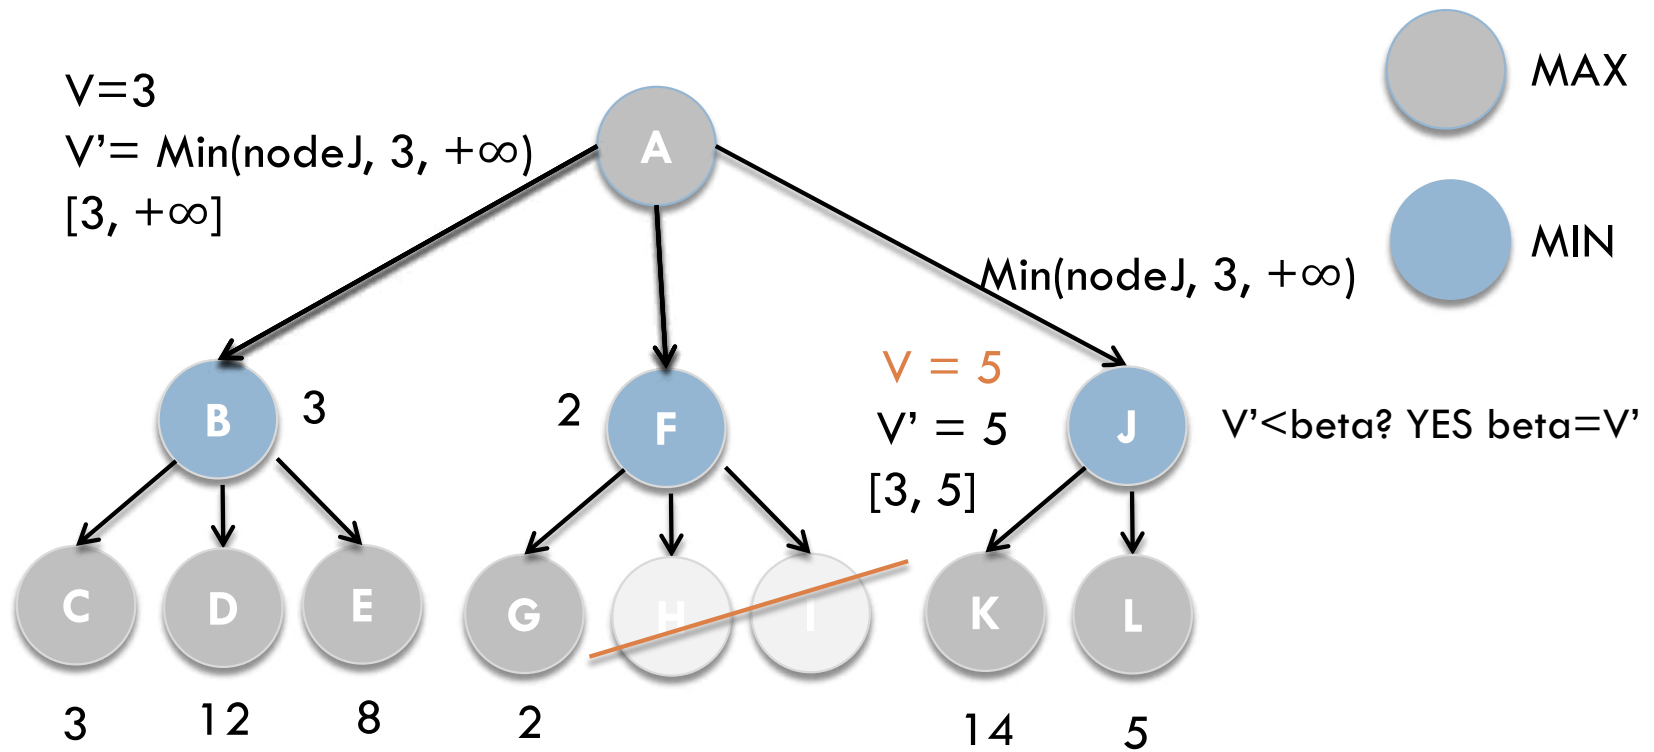 V=3
V'= Min(nodeJ, 3, +∞)
[3, +∞]
A
MAX
MIN
Min(nodeJ, 3, +∞)
B
3
2
F
V = 5
V' = 5
[3, 5]
J
V'<beta? YES beta=V'
C
D
E
G
H
I
K
L
3
12
8
2
14
5